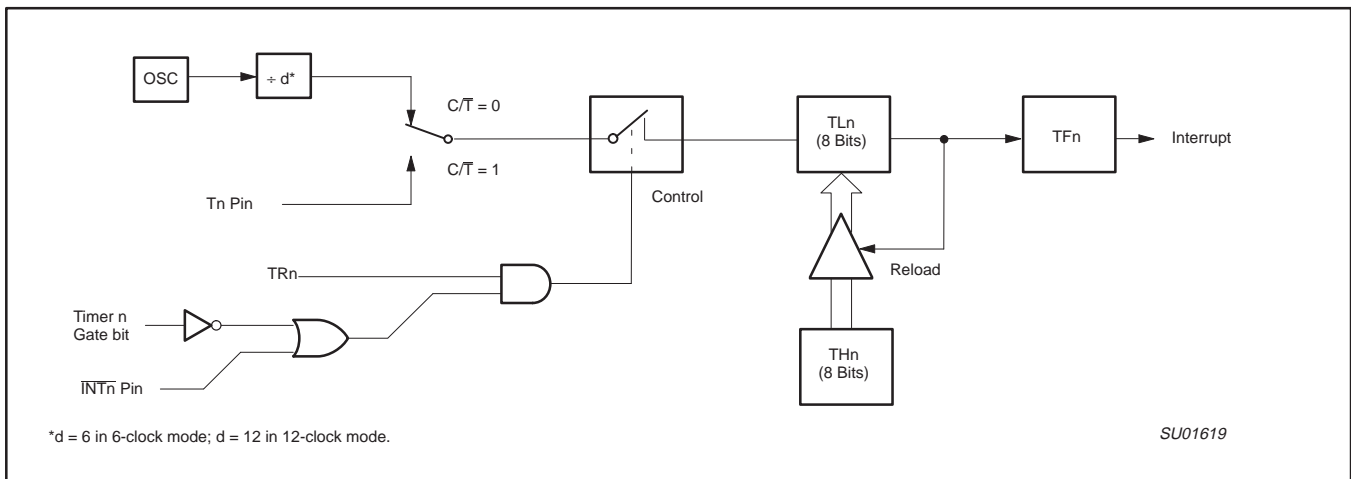 OSC
÷ d*
C/T̅ = 0
C/T̅ = 1
Tn Pin
Control
TLn
(8 Bits)
TFn
Interrupt
Reload
TRn
Timer n
Gate bit
I̅N̅T̅n̅ Pin
THn
(8 Bits)
*d = 6 in 6-clock mode; d = 12 in 12-clock mode.
SU01619